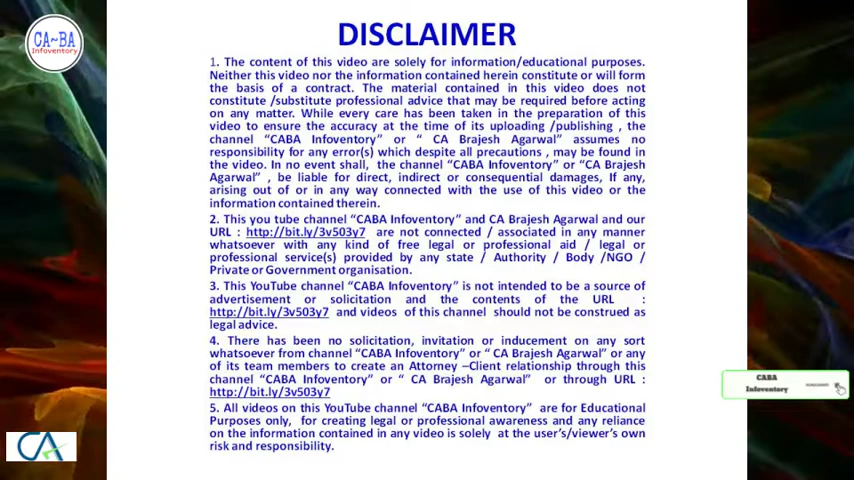 DISCLAIMER
CA~BA
Infoventory
1. The content of this video are solely for information/educational purposes.
Neither this video nor the information contained herein constitute or will form
the basis of a contract. The material contained in this video does not
constitute /substitute professional advice that may be required before acting
on any matter. While every care has been taken in the preparation of this
video to ensure the accuracy at the time of its uploading /publishing , the
channel “CABA Infoventory” or “ CA Brajesh Agarwal” assumes no
responsibility for any error(s) which despite all precautions , may be found in
the video. In no event shall, the channel “CABA Infoventory” or “CA Brajesh
Agarwal” , be liable for direct, indirect or consequential damages, If any,
arising out of or in any way connected with the use of this video or the
information contained therein.
2. This you tube channel “CABA Infoventory” and CA Brajesh Agarwal and our
URL : http://bit.ly/3v503y7 are not connected / associated in any manner
whatsoever with any kind of free legal or professional aid / legal or
professional service(s) provided by any state / Authority / Body /NGO /
Private or Government organisation.
3. This YouTube channel “CABA Infoventory” is not intended to be a source of
advertisement or solicitation and the contents of the URL :
http://bit.ly/3v503y7 and videos of this channel should not be construed as
legal advice.
4. There has been no solicitation, invitation or inducement on any sort
whatsoever from channel “CABA Infoventory” or “ CA Brajesh Agarwal” or any
of its team members to create an Attorney –Client relationship through this
channel “CABA Infoventory” or “ CA Brajesh Agarwal” or through URL :
http://bit.ly/3v503y7
5. All videos on this YouTube channel “CABA Infoventory” are for Educational
Purposes only, for creating legal or professional awareness and any reliance
on the information contained in any video is solely at the user’s/viewer’s own
risk and responsibility.
CABA
Infoventory
CA